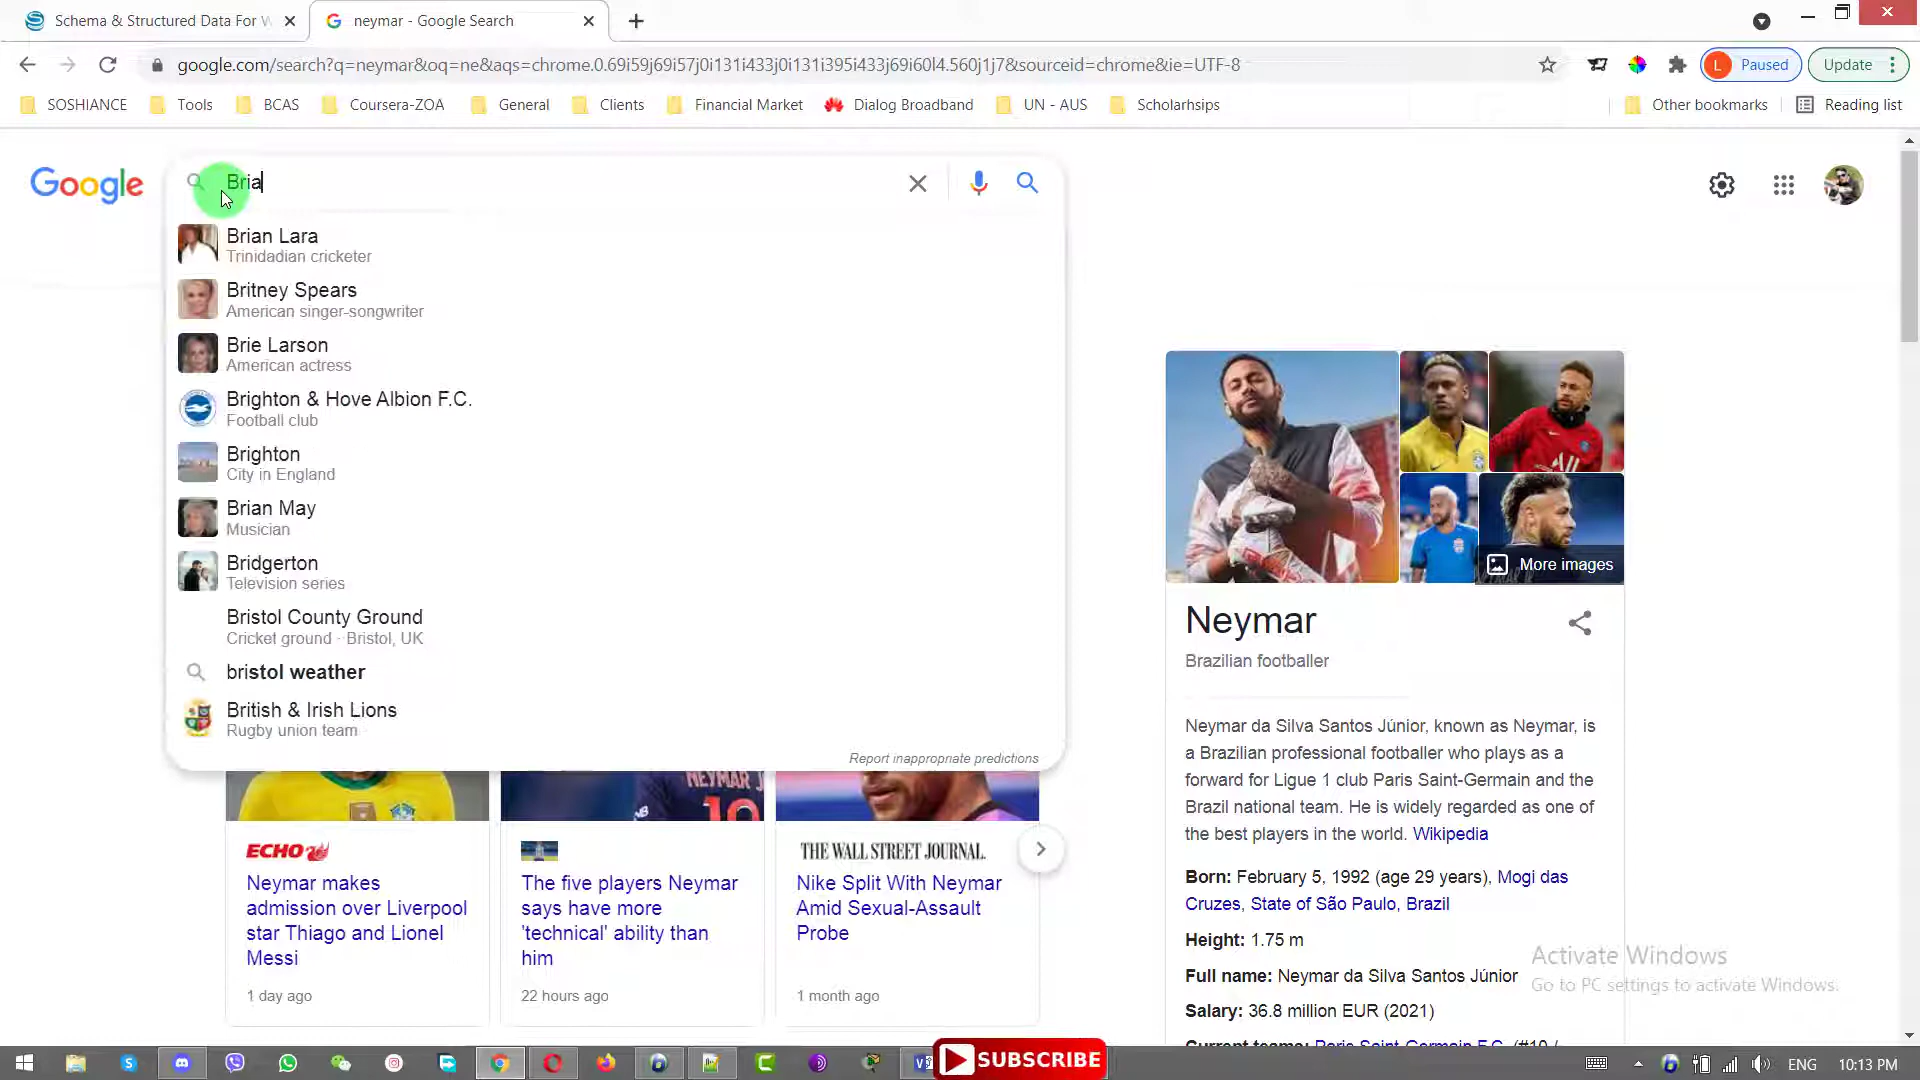 Schema & Structured Data For W
neymar - Google Search
google.com/search?q=neymar&oq=ne&aqs=chrome.0.69i59j69i57j0i131i433j0i131i395i433j69i60l4.560j1j7&sourceid=chrome&ie=UTF-8
L Paused
Update
SOSHIANCE
Tools
BCAS
Coursera-ZOA
General
Clients
Financial Market
Dialog Broadband
UN - AUS
Scholarhsips
Other bookmarks
Reading list
Google
Bria
Brian Lara
Trinidadian cricketer
Britney Spears
American singer-songwriter
Brie Larson
American actress
Brighton & Hove Albion F.C.
Football club
Brighton
City in England
Brian May
Musician
Bridgerton
Television series
Bristol County Ground
Cricket ground · Bristol, UK
bristol weather
British & Irish Lions
Rugby union team
Report inappropriate predictions
NEYMAR J
10
ECHO
Neymar makes
admission over Liverpool
star Thiago and Lionel
Messi
1 day ago
The five players Neymar
says have more
'technical' ability than
him
22 hours ago
THE WALL STREET JOURNAL.
Nike Split With Neymar
Amid Sexual-Assault
Probe
1 month ago
More images
Neymar
Brazilian footballer
Neymar da Silva Santos Júnior, known as Neymar, is
a Brazilian professional footballer who plays as a
forward for Ligue 1 club Paris Saint-Germain and the
Brazil national team. He is widely regarded as one of
the best players in the world. Wikipedia
Born: February 5, 1992 (age 29 years), Mogi das
Cruzes, State of São Paulo, Brazil
Height: 1.75 m
Full name: Neymar da Silva Santos Júnior
Salary: 36.8 million EUR (2021)
Current teams: Paris Saint-Germain F.C. (#10 /
Activate Windows
Go to PC settings to activate Windows.
SUBSCRIBE
ENG
10:13 PM